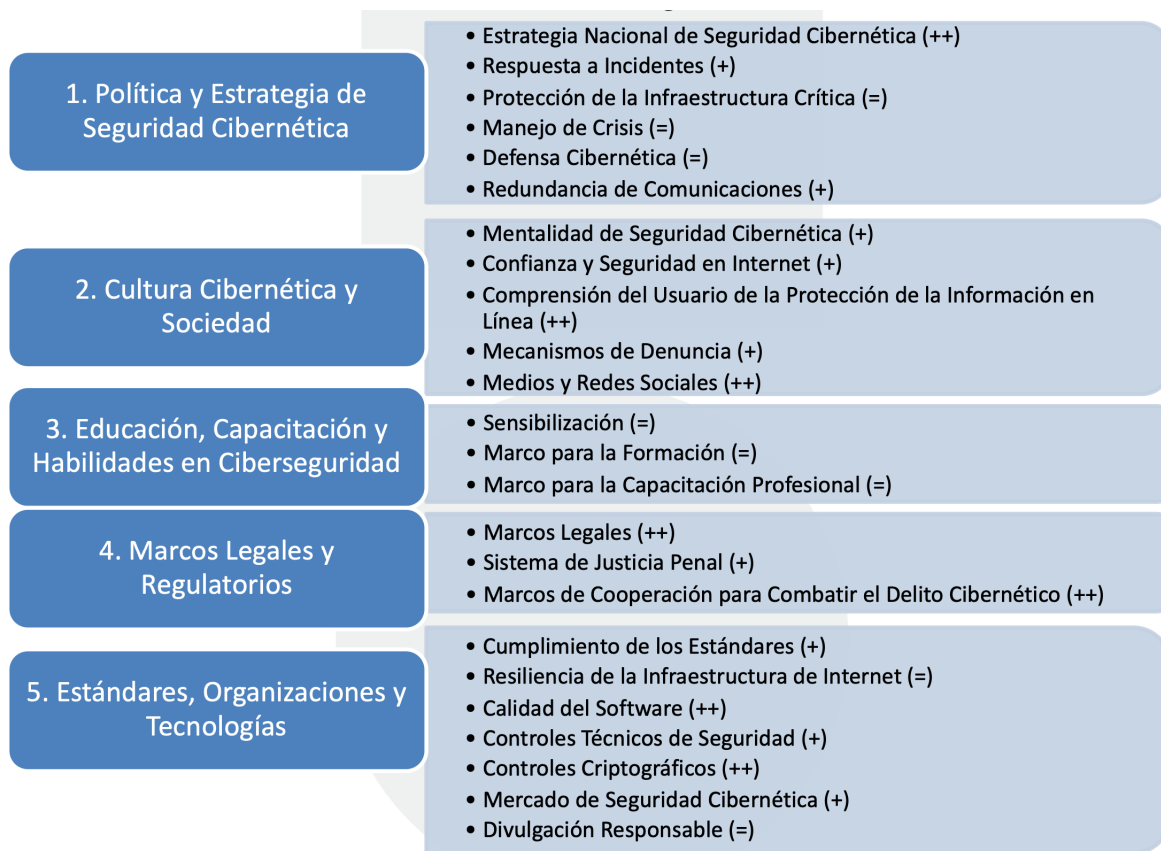 1. Política y Estrategia de
Seguridad Cibernética
• Estrategia Nacional de Seguridad Cibernética (++)
• Respuesta a Incidentes (+)
• Protección de la Infraestructura Crítica (=)
• Manejo de Crisis (=)
• Defensa Cibernética (=)
• Redundancia de Comunicaciones (+)
2. Cultura Cibernética y
Sociedad
• Mentalidad de Seguridad Cibernética (+)
• Confianza y Seguridad en Internet (+)
• Comprensión del Usuario de la Protección de la Información en
Línea (++)
• Mecanismos de Denuncia (+)
• Medios y Redes Sociales (++)
3. Educación, Capacitación y
Habilidades en Ciberseguridad
• Sensibilización (=)
• Marco para la Formación (=)
• Marco para la Capacitación Profesional (=)
4. Marcos Legales y
Regulatorios
• Marcos Legales (++)
• Sistema de Justicia Penal (+)
• Marcos de Cooperación para Combatir el Delito Cibernético (++)
5. Estándares, Organizaciones y
Tecnologías
• Cumplimiento de los Estándares (+)
• Resiliencia de la Infraestructura de Internet (=)
• Calidad del Software (++)
• Controles Técnicos de Seguridad (+)
• Controles Criptográficos (++)
• Mercado de Seguridad Cibernética (+)
• Divulgación Responsable (=)